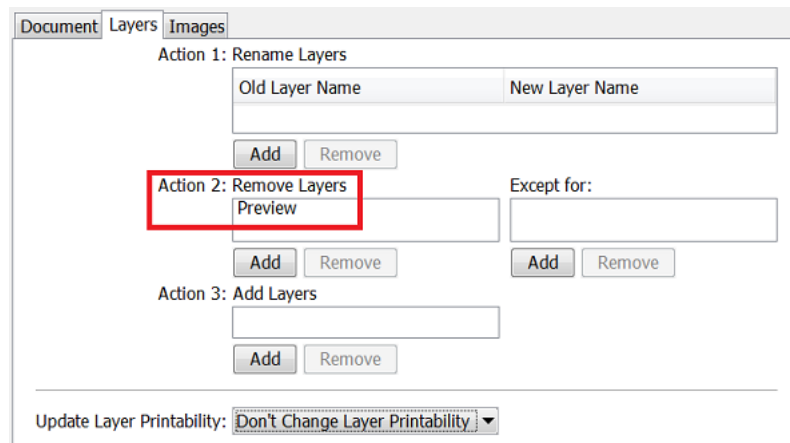 Document Layers Images
Action 1: Rename Layers
Old Layer Name New Layer Name
Add Remove
Action 2: Remove Layers Except for:
Preview
Add Remove Add Remove
Action 3: Add Layers
Add Remove
Update Layer Printability: Don't Change Layer Printability